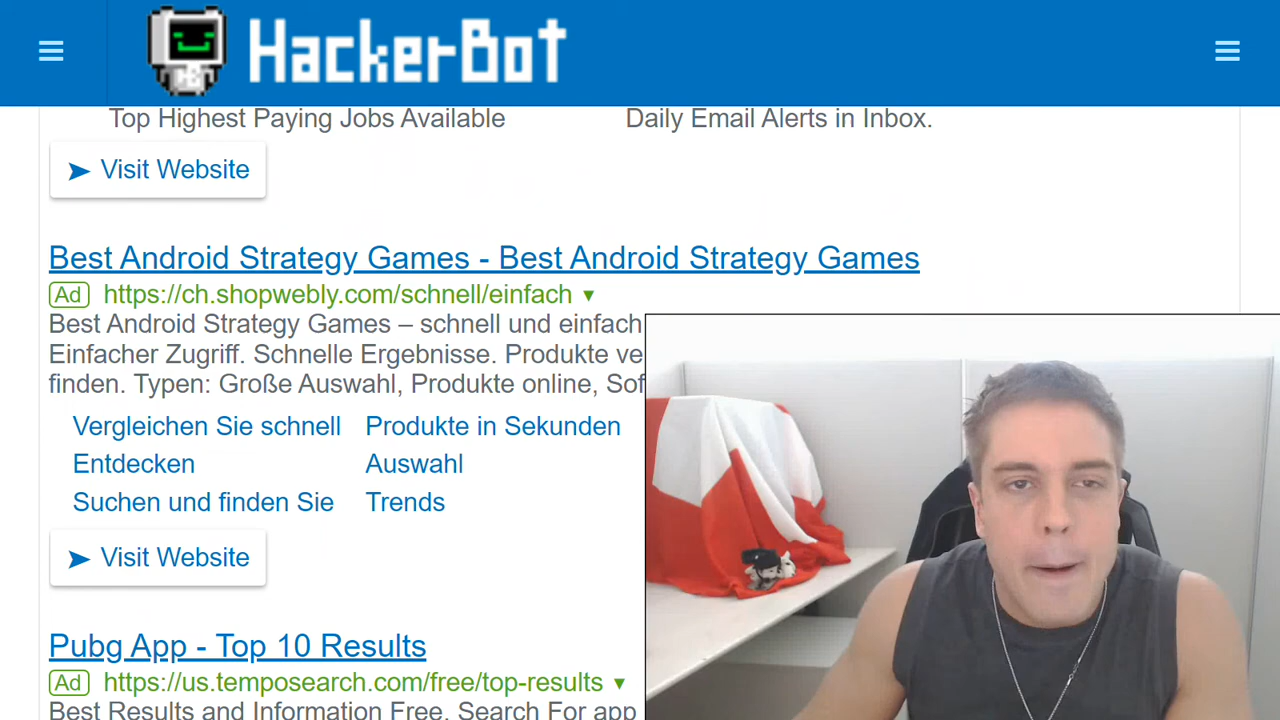 HackerBot
Top Highest Paying Jobs Available
Daily Email Alerts in Inbox.
➤ Visit Website
Best Android Strategy Games - Best Android Strategy Games
Ad https://ch.shopwebly.com/schnell/einfach ▼
Best Android Strategy Games – schnell und einfach
Einfacher Zugriff. Schnelle Ergebnisse. Produkte ve
finden. Typen: Große Auswahl, Produkte online, Sof
Vergleichen Sie schnell Produkte in Sekunden
Entdecken Auswahl
Suchen und finden Sie Trends
➤ Visit Website
Pubg App - Top 10 Results
Ad https://us.temposearch.com/free/top-results ▼
Best Results and Information Free. Search For app